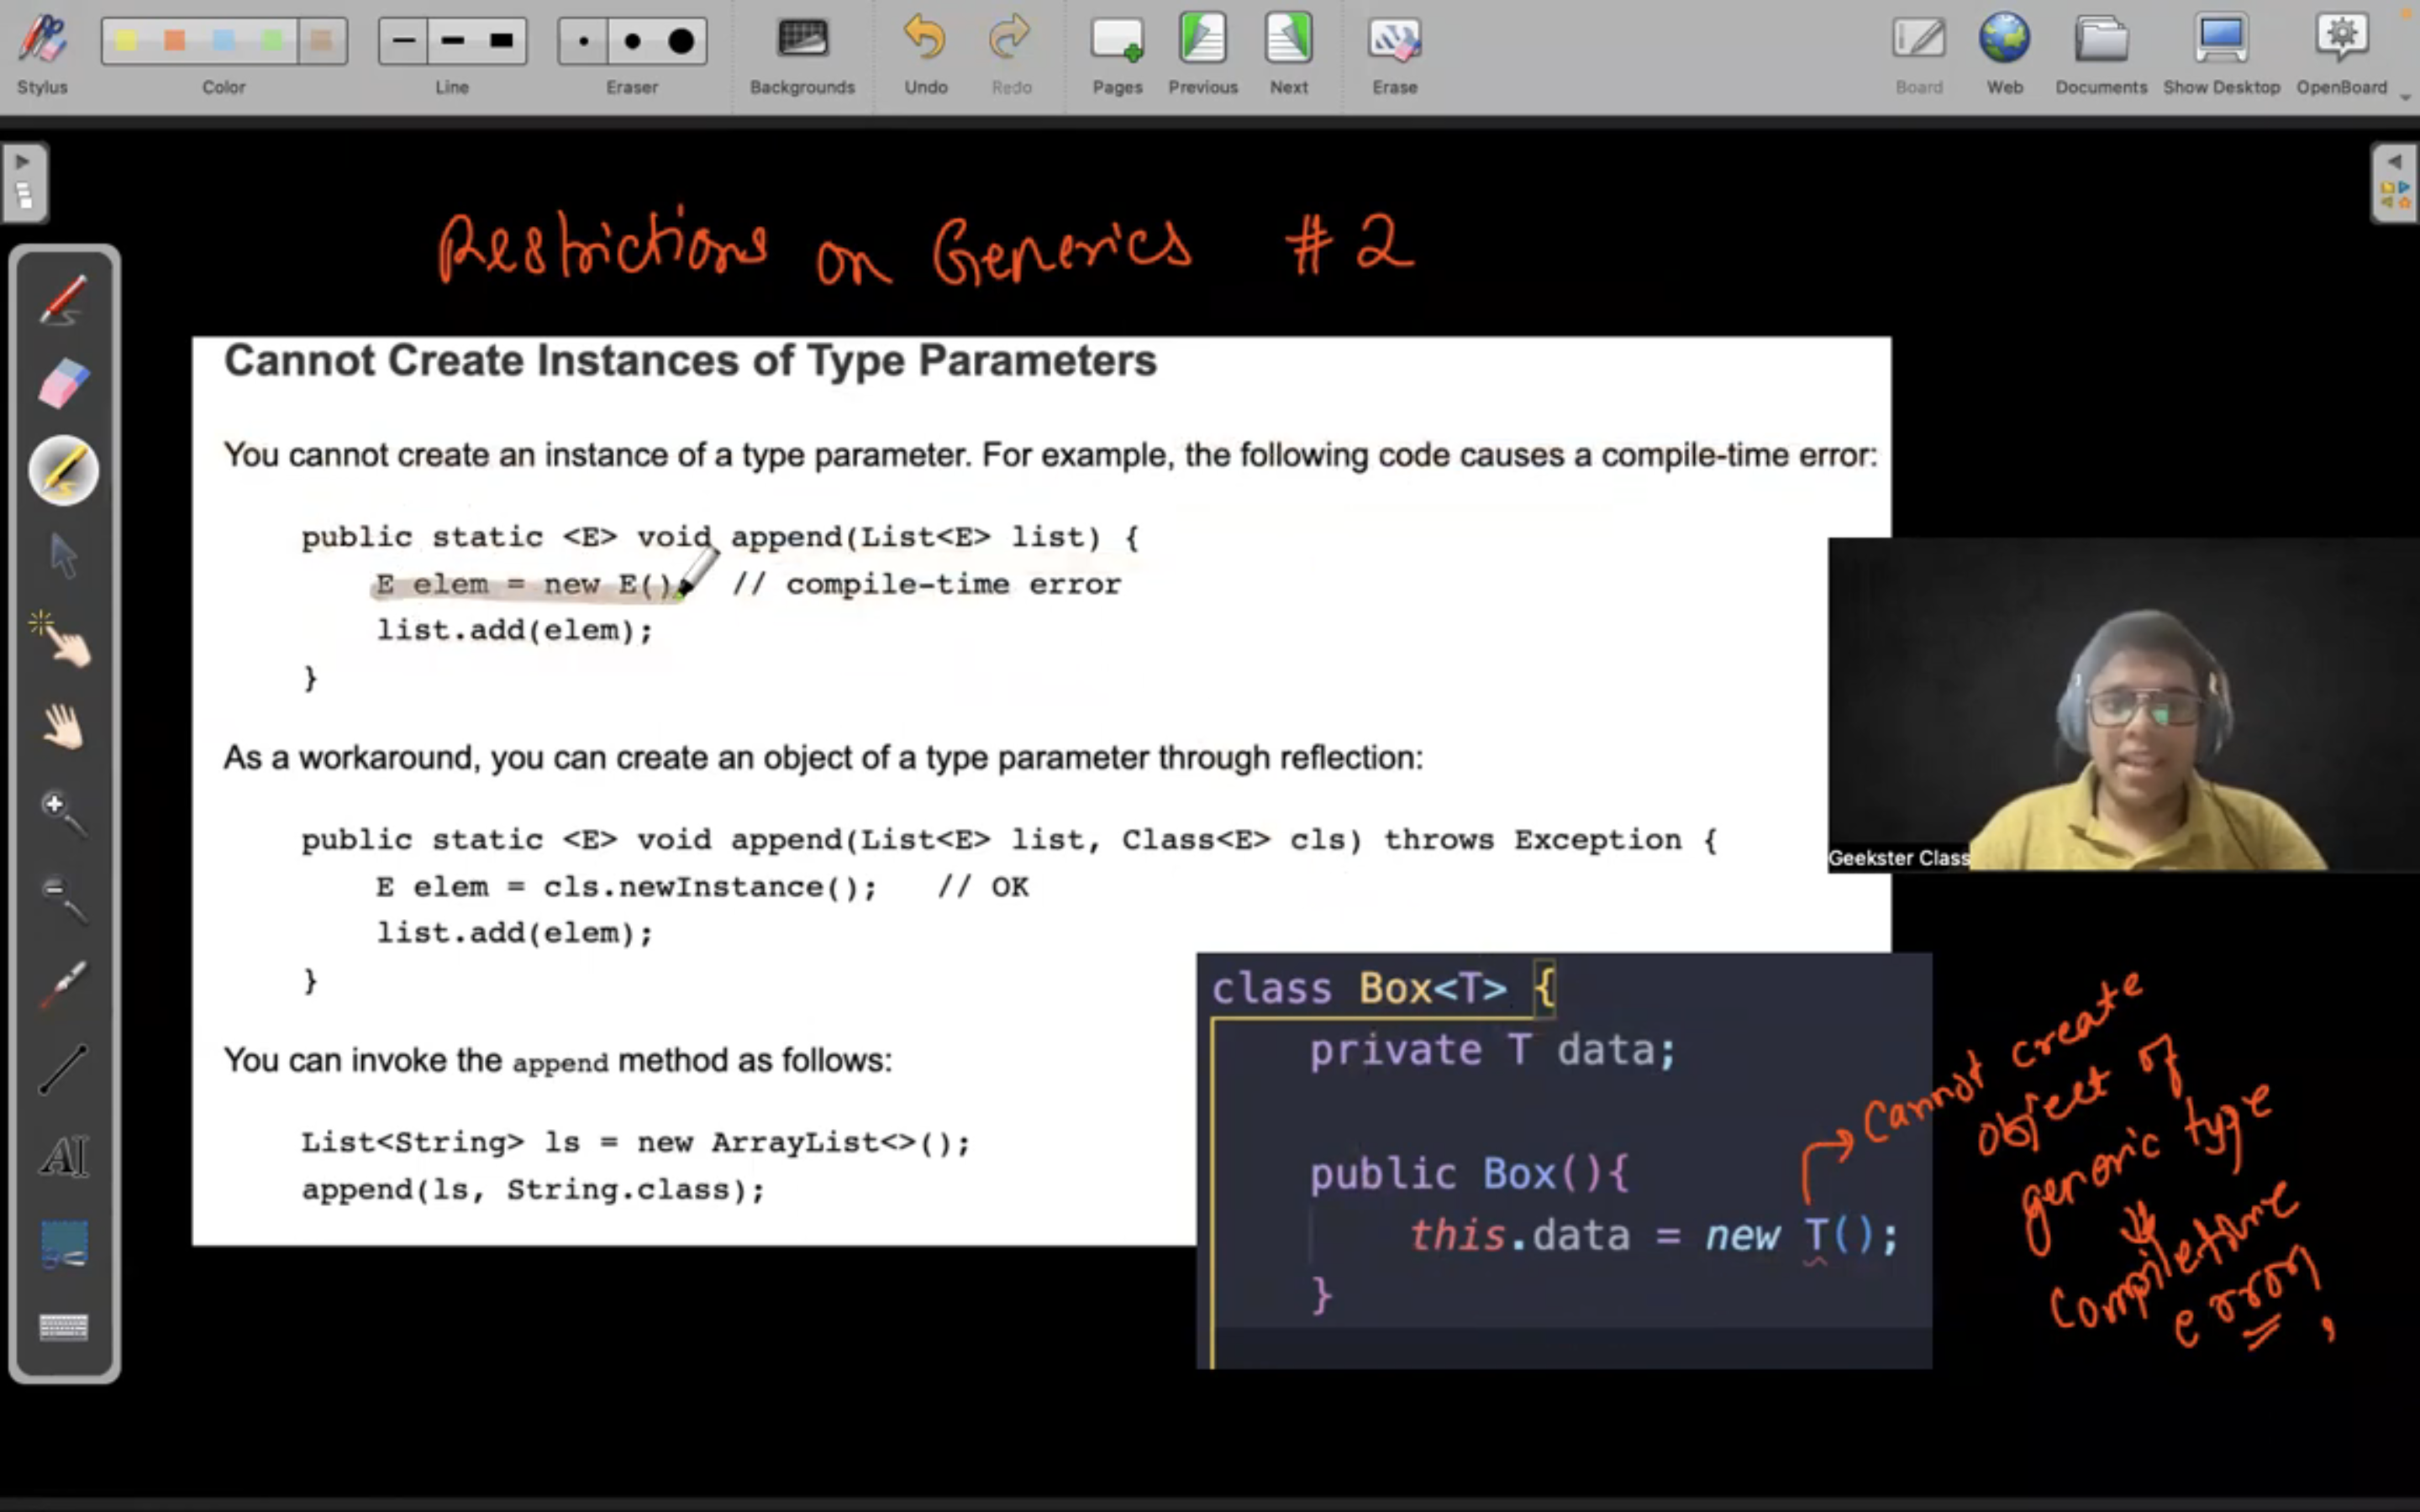 Stylus
Color
Line
Eraser
Backgrounds
Undo
Redo
Pages
Previous
Next
Erase
Board
Web
Documents
Show Desktop
OpenBoard
Restrictions on Generics #2
Cannot Create Instances of Type Parameters
You cannot create an instance of a type parameter. For example, the following code causes a compile-time error:
public static <E> void append(List<E> list) {
E elem = new E() // compile-time error
list.add(elem);
}
As a workaround, you can create an object of a type parameter through reflection:
public static <E> void append(List<E> list, Class<E> cls) throws Exception {
E elem = cls.newInstance(); // OK
list.add(elem);
}
You can invoke the append method as follows:
List<String> ls = new ArrayList<>();
append(ls, String.class);
Geekster Class
class Box<T> {
private T data;
public Box(){
this.data = new T();
}
Cannot create
object of
generic type
Compiletime
error,
AI